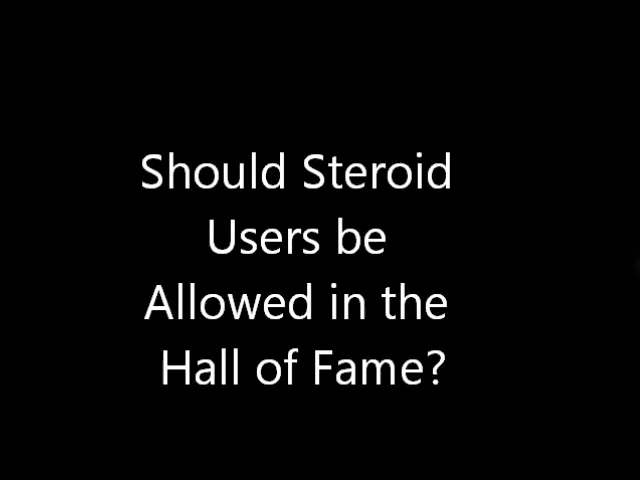 Should Steroid
Users be
Allowed in the
Hall of Fame?